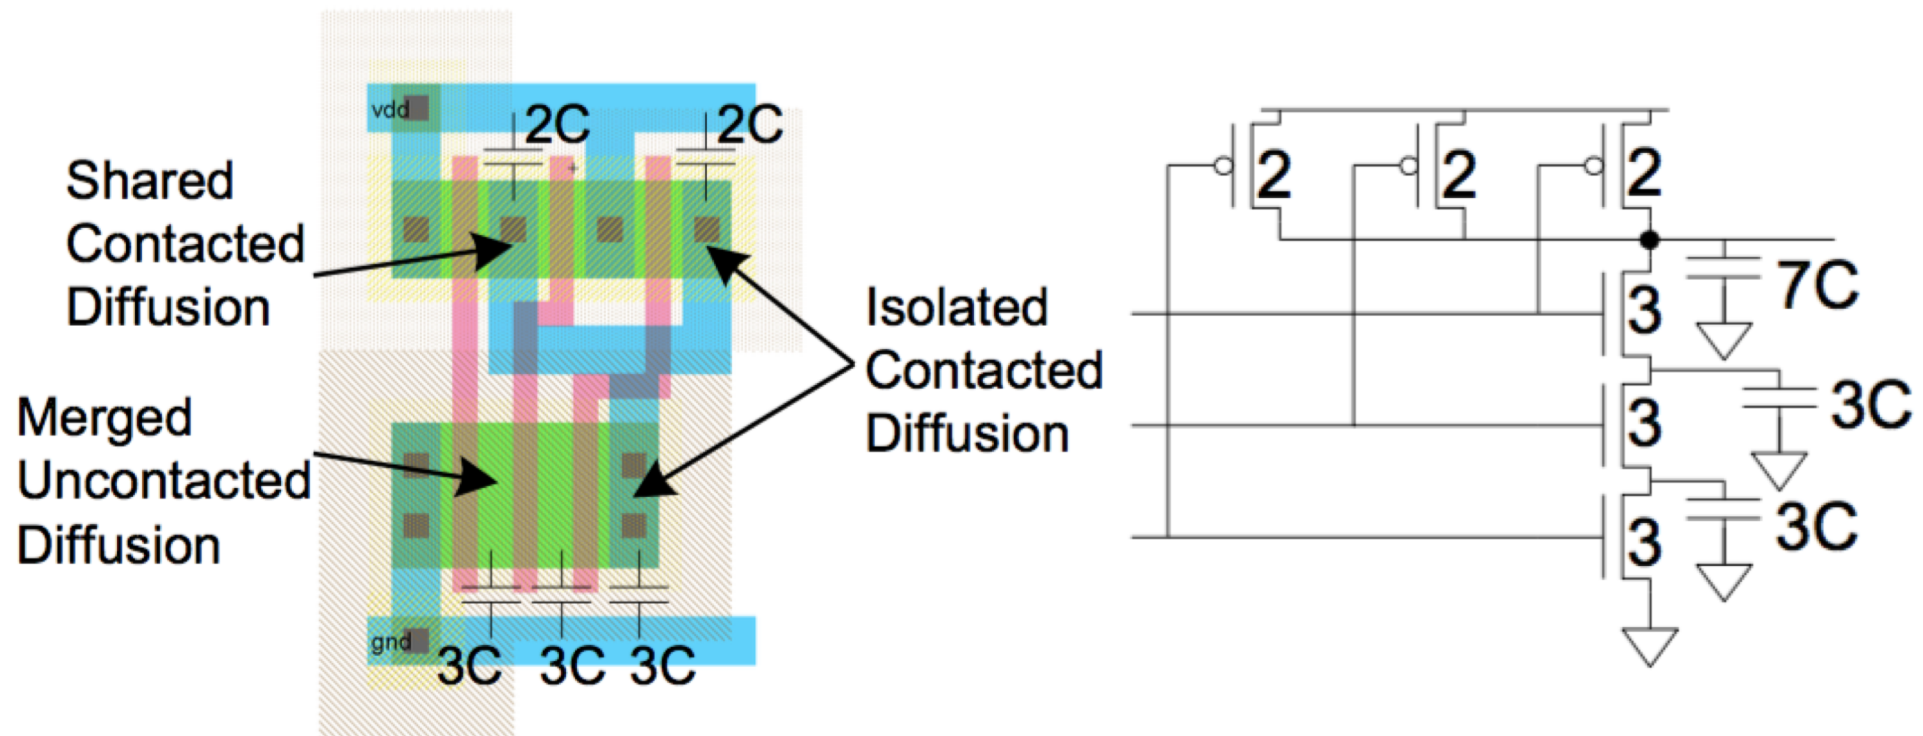 vdd
2C
2C
Shared
Contacted
Diffusion
Merged
Uncontacted
Diffusion
gnd
3C
3C
3C
Isolated
Contacted
Diffusion
2
2
2
3
7C
3
3C
3
3C